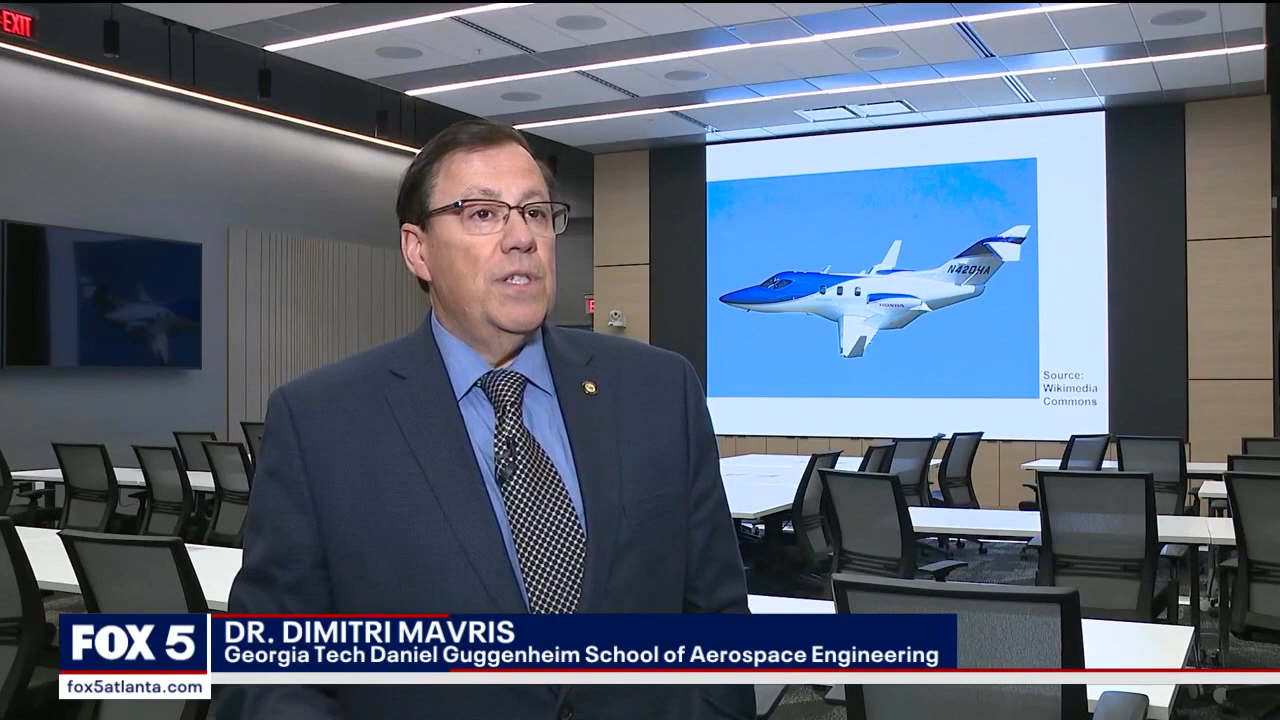 EXIT
N420HA
HONDA
Source:
Wikimedia
Commons
FOX 5
DR. DIMITRI MAVRIS
Georgia Tech Daniel Guggenheim School of Aerospace Engineering
fox5atlanta.com